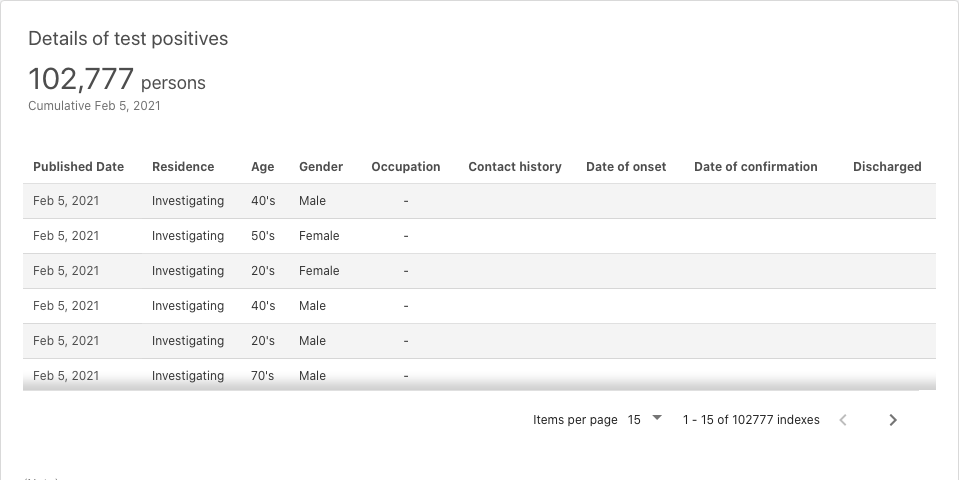 Details of test positives
102,777 persons
Cumulative Feb 5, 2021
Published Date Residence Age Gender Occupation Contact history Date of onset Date of confirmation Discharged
Feb 5, 2021 Investigating 40's Male -
Feb 5, 2021 Investigating 50's Female -
Feb 5, 2021 Investigating 20's Female -
Feb 5, 2021 Investigating 40's Male -
Feb 5, 2021 Investigating 20's Male -
Feb 5, 2021 Investigating 70's Male -
Items per page 15 1 - 15 of 102777 indexes